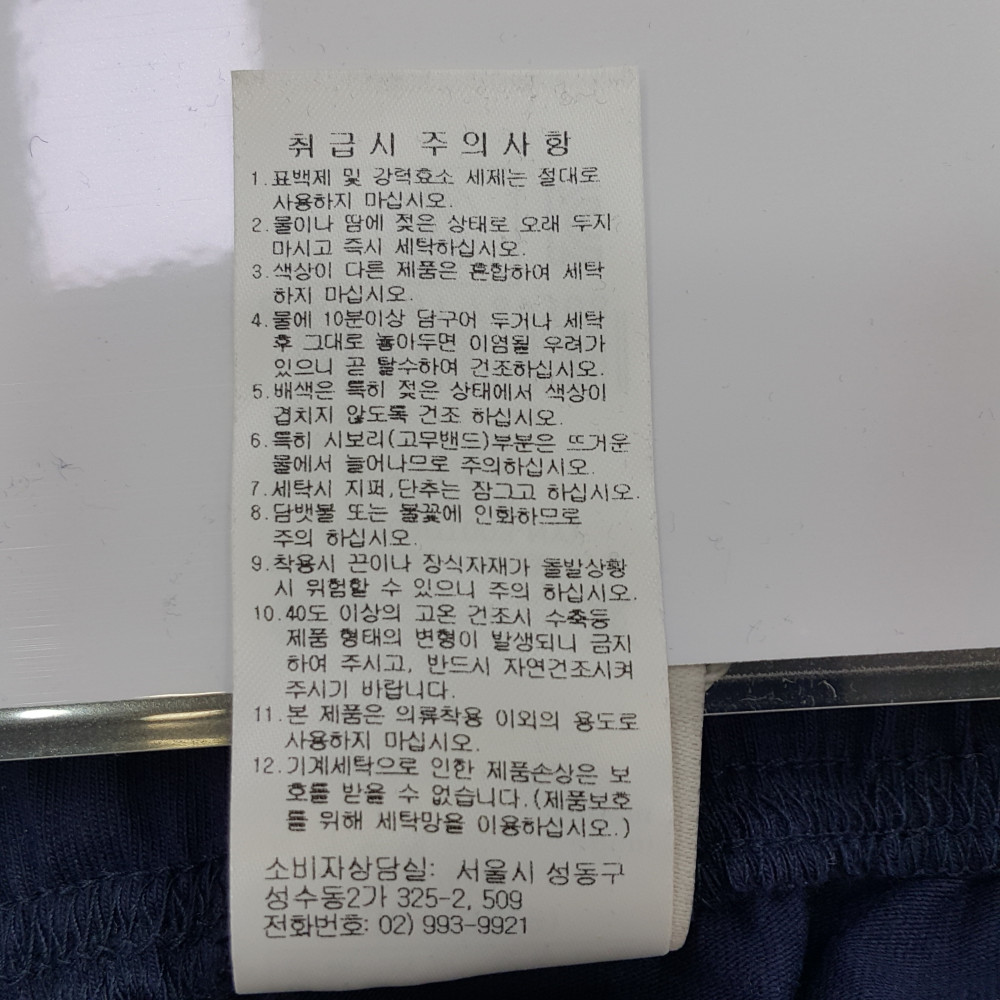 취급시 주의사항
1.표백제 및 강력효소 세제는 절대로
사용하지 마십시오.
2.물이나 땀에 젖은 상태로 오래 두지
마시고 즉시 세탁하십시오.
3.색상이 다른 제품은 혼합하여 세탁
하지 마십시오.
4.물에 10분이상 담구어 두거나 세탁
후 그대로 놓아두면 이염될 우려가
있으니 곧 탈수하여 건조하십시오.
5.배색은 특히 젖은 상태에서 색상이
겹치지 않도록 건조 하십시오.
6.특히 시보리(고무밴드)부분은 뜨거운
물에서 늘어나므로 주의하십시오.
7.세탁시 지퍼,단추는 잠그고 하십시오.
8.담뱃불 또는 불꽃에 인화하므로
주의 하십시오.
9.착용시 끈이나 장식자재가 돌발상황
시 위험할 수 있으니 주의 하십시오.
10.40도 이상의 고온 건조시 수축등
제품 형태의 변형이 발생되니 금지
하여 주시고, 반드시 자연건조시켜
주시기 바랍니다.
11.본 제품은 의류착용 이외의 용도로
사용하지 마십시오.
12.기계세탁으로 인한 제품손상은 보
호를 받을 수 없습니다.(제품보호
를 위해 세탁망을 이용하십시오.)
소비자상담실: 서울시 성동구
성수동2가 325-2, 509
전화번호: 02) 993-9921